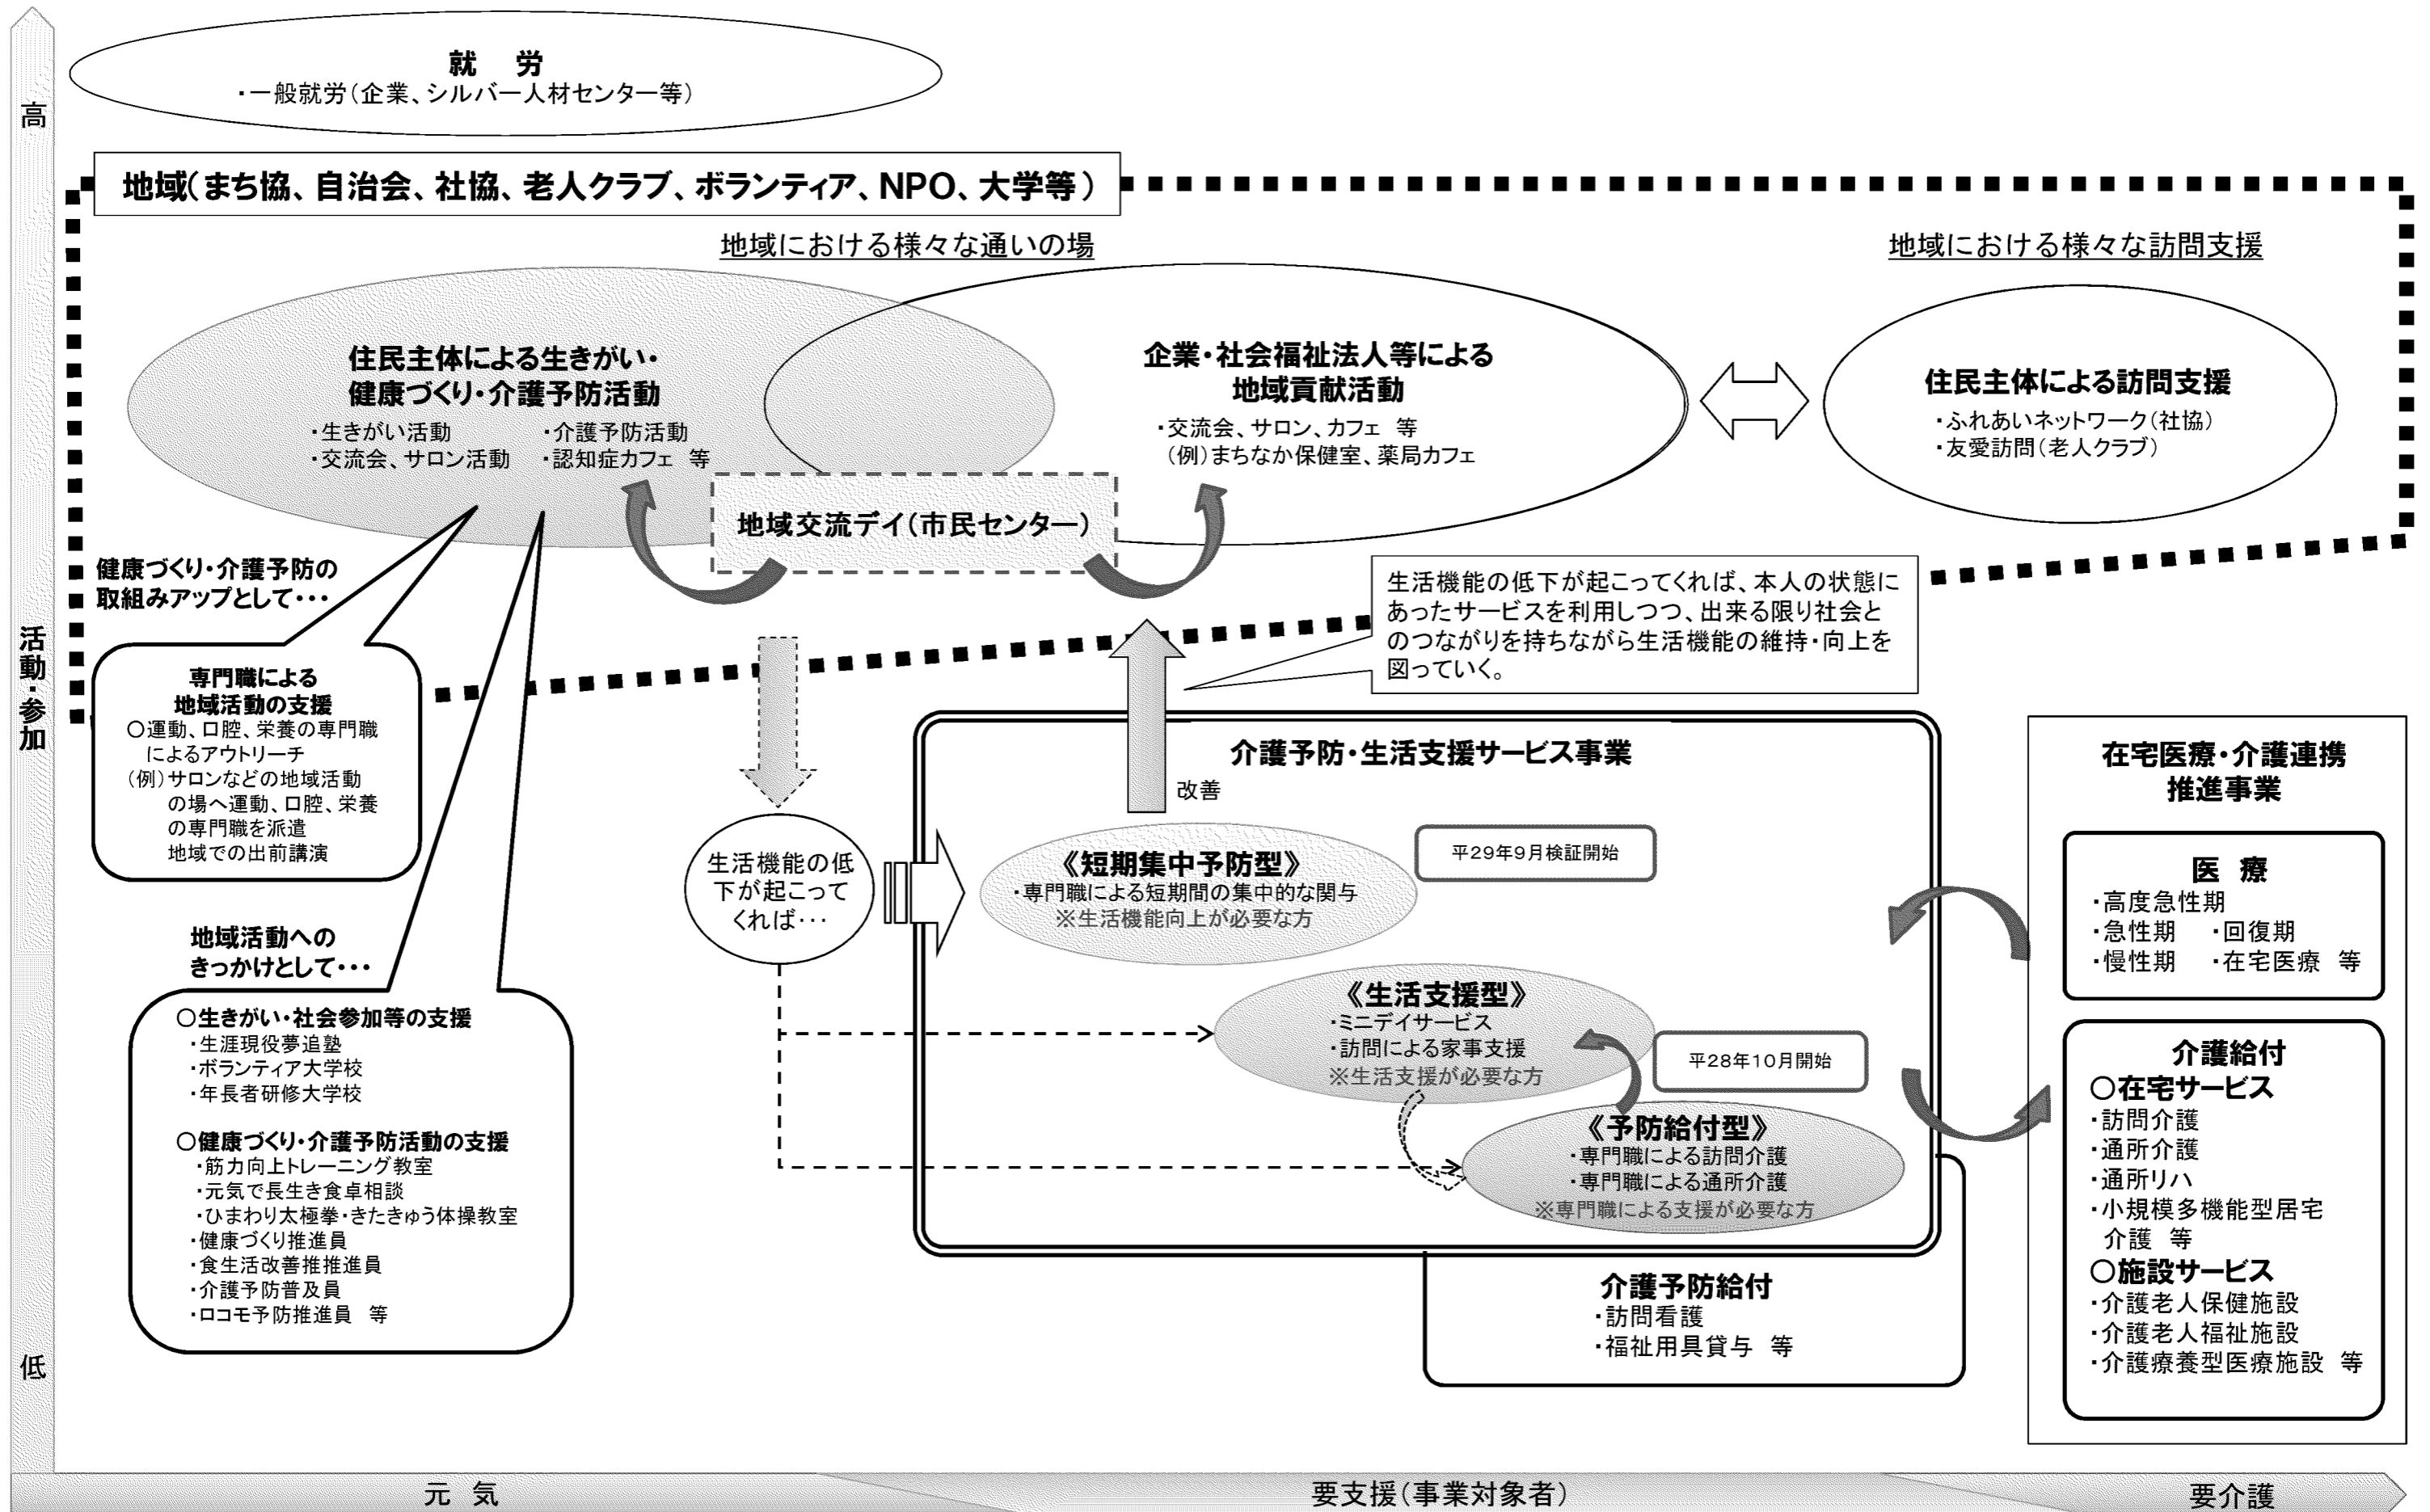 高
就　労
・一般就労(企業、シルバー人材センター等)
地域(まち協、自治会、社協、老人クラブ、ボランティア、NPO、大学等)
地域における様々な通いの場
地域における様々な訪問支援
住民主体による生きがい・
健康づくり・介護予防活動
・生きがい活動　・介護予防活動
・交流会、サロン活動　・認知症カフェ 等
企業・社会福祉法人等による
地域貢献活動
・交流会、サロン、カフェ 等
(例)まちなか保健室、薬局カフェ
住民主体による訪問支援
・ふれあいネットワーク(社協)
・友愛訪問(老人クラブ)
地域交流デイ(市民センター)
健康づくり・介護予防の
取組みアップとして・・・
生活機能の低下が起こってくれば、本人の状態に
あったサービスを利用しつつ、出来る限り社会と
のつながりを持ちながら生活機能の維持・向上を
図っていく。
活動・参加
専門職による
地域活動の支援
○運動、口腔、栄養の専門職
によるアウトリーチ
(例)サロンなどの地域活動
の場へ運動、口腔、栄養
の専門職を派遣
地域での出前講演
地域活動への
きっかけとして・・・
○生きがい・社会参加等の支援
・生涯現役夢追塾
・ボランティア大学校
・年長者研修大学校
○健康づくり・介護予防活動の支援
・筋力向上トレーニング教室
・元気で長生き食卓相談
・ひまわり太極拳・きたきゅう体操教室
・健康づくり推進員
・食生活改善推推進員
・介護予防普及員
・ロコモ予防推進員 等
生活機能の低
下が起こって
くれば・・・
介護予防・生活支援サービス事業
改善
《短期集中予防型》
・専門職による短期間の集中的な関与
※生活機能向上が必要な方
平29年9月検証開始
《生活支援型》
・ミニデイサービス
・訪問による家事支援
※生活支援が必要な方
平28年10月開始
《予防給付型》
・専門職による訪問介護
・専門職による通所介護
※専門職による支援が必要な方
介護予防給付
・訪問看護
・福祉用具貸与 等
在宅医療・介護連携
推進事業
医 療
・高度急性期
・急性期　・回復期
・慢性期　・在宅医療 等
介護給付
○在宅サービス
・訪問介護
・通所介護
・通所リハ
・小規模多機能型居宅
介護 等
○施設サービス
・介護老人保健施設
・介護老人福祉施設
・介護療養型医療施設 等
低
元 気
要支援(事業対象者)
要介護